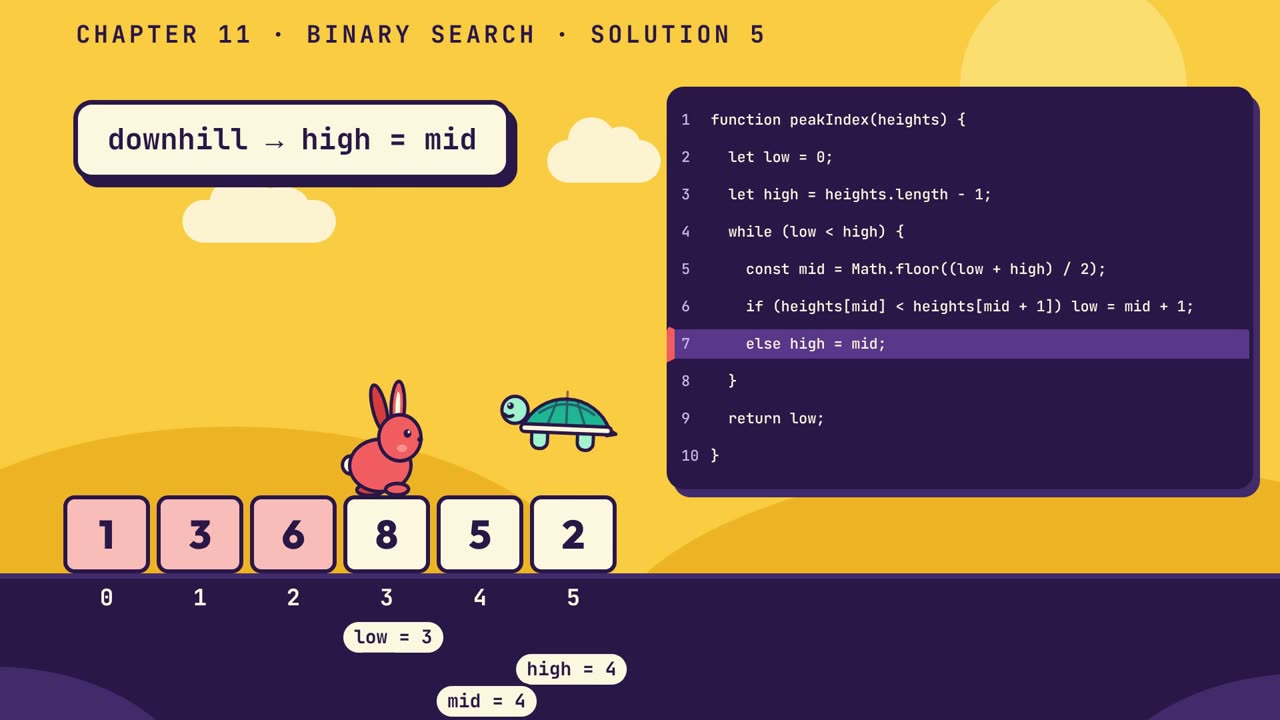 CHAPTER 11 · BINARY SEARCH · SOLUTION 5
downhill → high = mid
1 function peakIndex(heights) {
2 let low = 0;
3 let high = heights.length - 1;
4 while (low < high) {
5 const mid = Math.floor((low + high) / 2);
6 if (heights[mid] < heights[mid + 1]) low = mid + 1;
7 else high = mid;
8 }
9 return low;
10 }
1 3 6 8 5 2
0 1 2 3 4 5
low = 3
high = 4
mid = 4